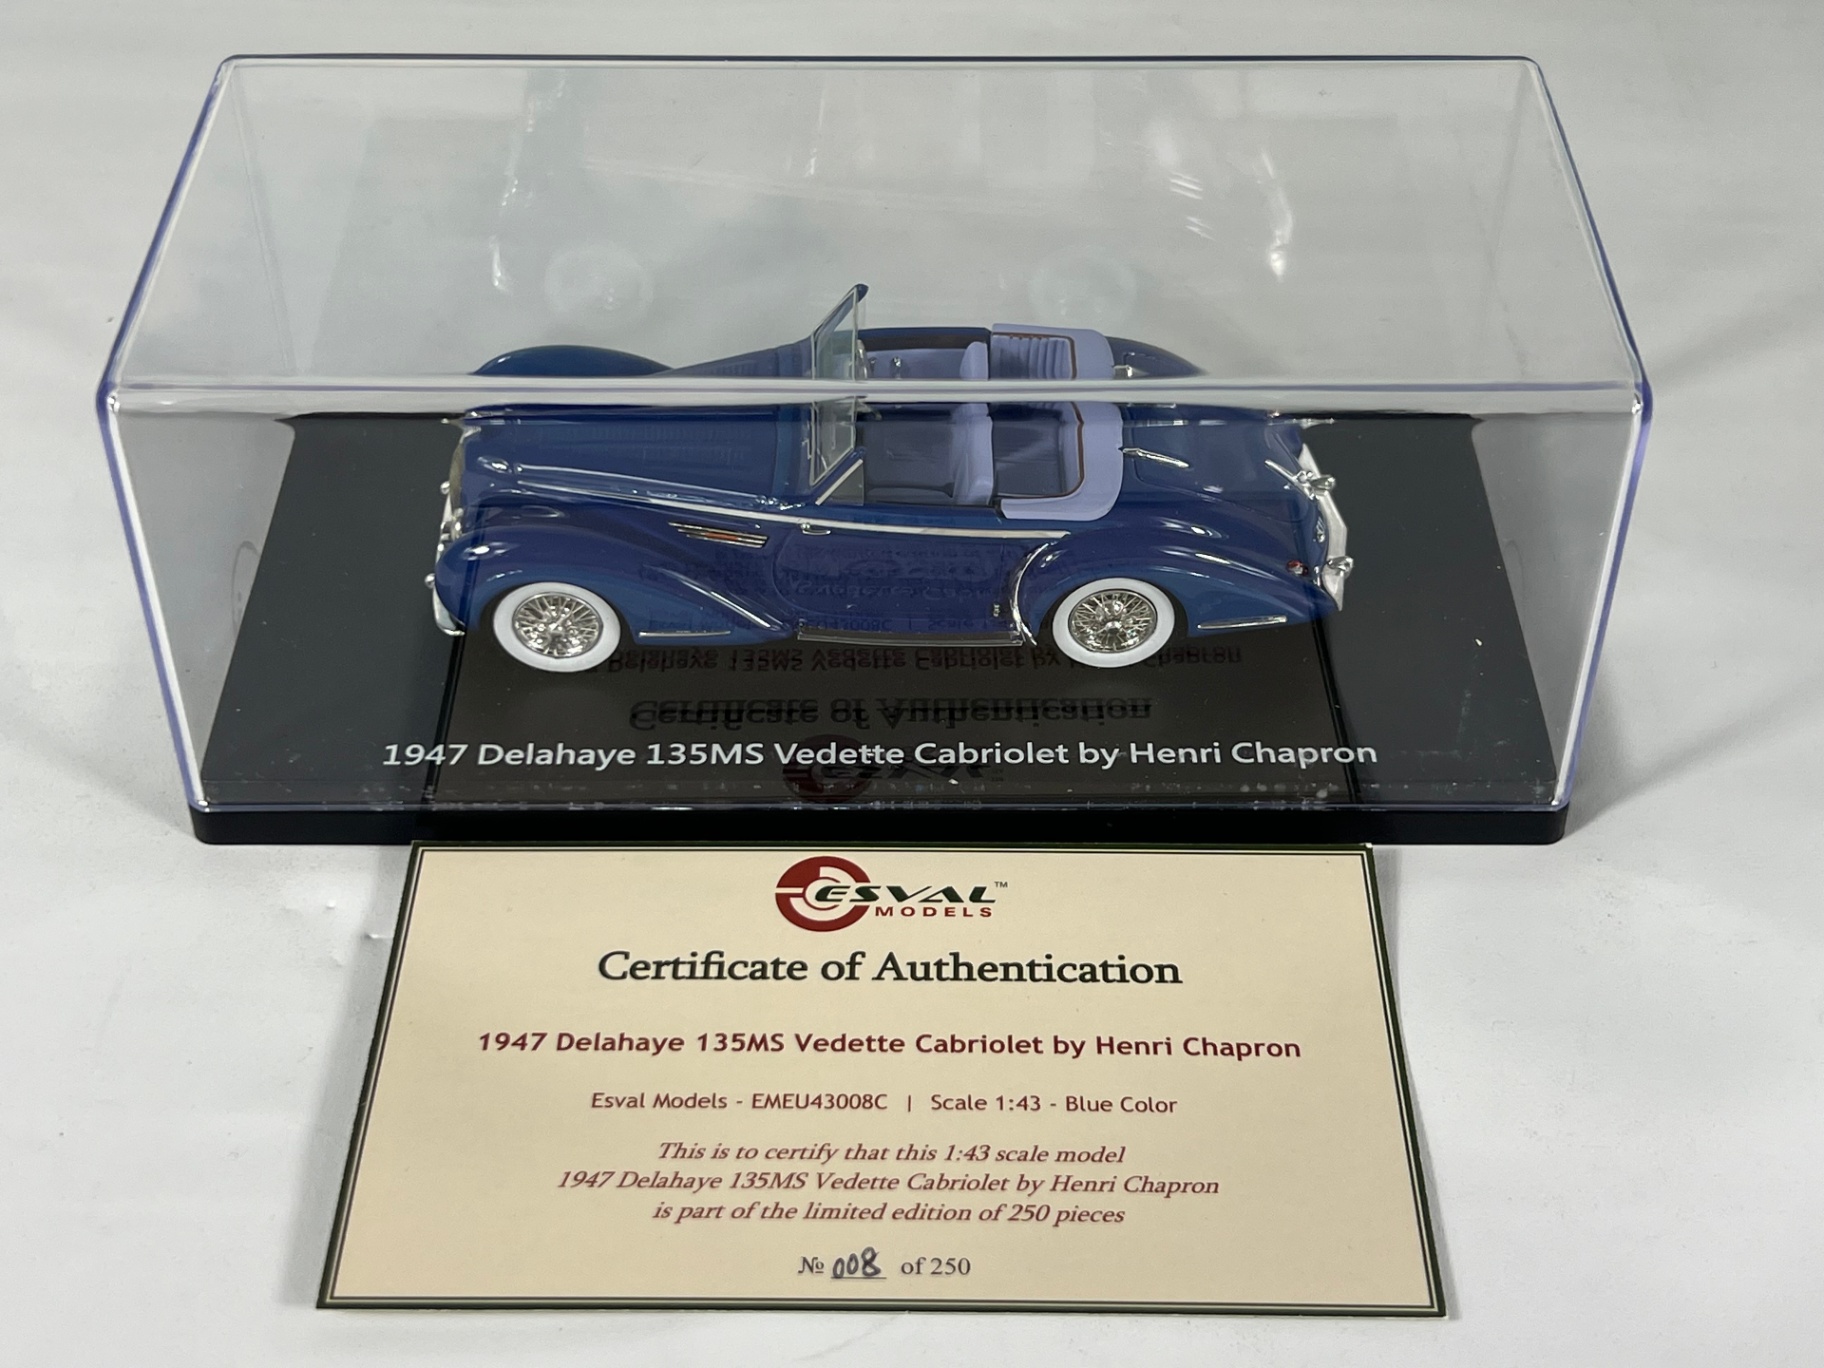 1947 Delahaye 135MS Vedette Cabriolet by Henri Chapron
ESVAL™
MODELS
Certificate of Authentication
1947 Delahaye 135MS Vedette Cabriolet by Henri Chapron
Esval Models - EMEU43008C | Scale 1:43 - Blue Color
This is to certify that this 1:43 scale model
1947 Delahaye 135MS Vedette Cabriolet by Henri Chapron
is part of the limited edition of 250 pieces
№ 008 of 250